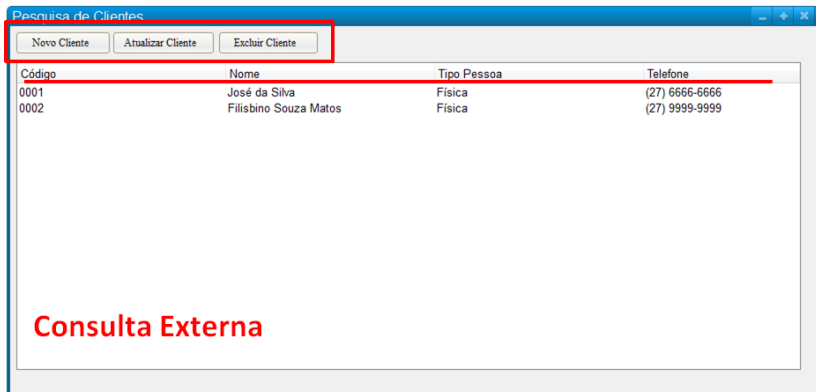 Pesquisa de Clientes
Novo Cliente Atualizar Cliente Excluir Cliente
Código Nome Tipo Pessoa Telefone
0001 José da Silva Física (27) 6666-6666
0002 Filisbino Souza Matos Física (27) 9999-9999
Consulta Externa